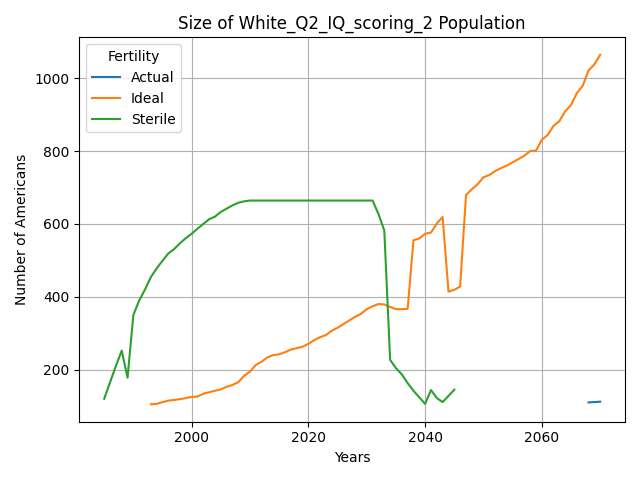 Size of White_Q2_IQ_scoring_2 Population
Fertility
Actual
Ideal
Sterile
Number of Americans
1000
800
600
400
200
2000
2020
2040
2060
Years